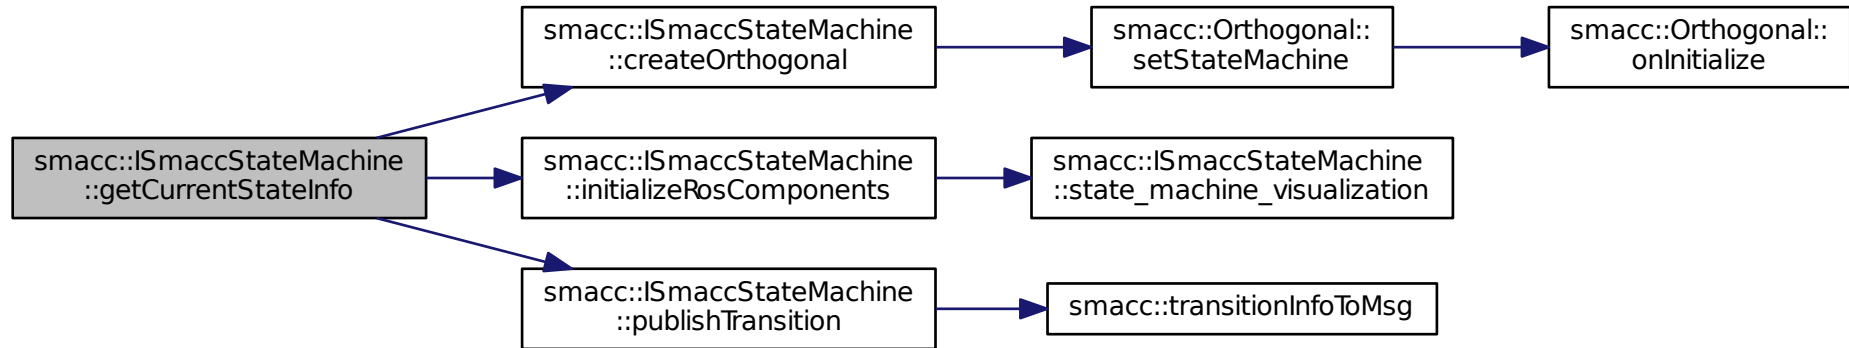 smacc::ISmaccStateMachine
::getCurrentStateInfo
smacc::ISmaccStateMachine
::createOrthogonal
smacc::Orthogonal::
setStateMachine
smacc::Orthogonal::
onInitialize
smacc::ISmaccStateMachine
::initializeRosComponents
smacc::ISmaccStateMachine
::state_machine_visualization
smacc::ISmaccStateMachine
::publishTransition
smacc::transitionInfoToMsg